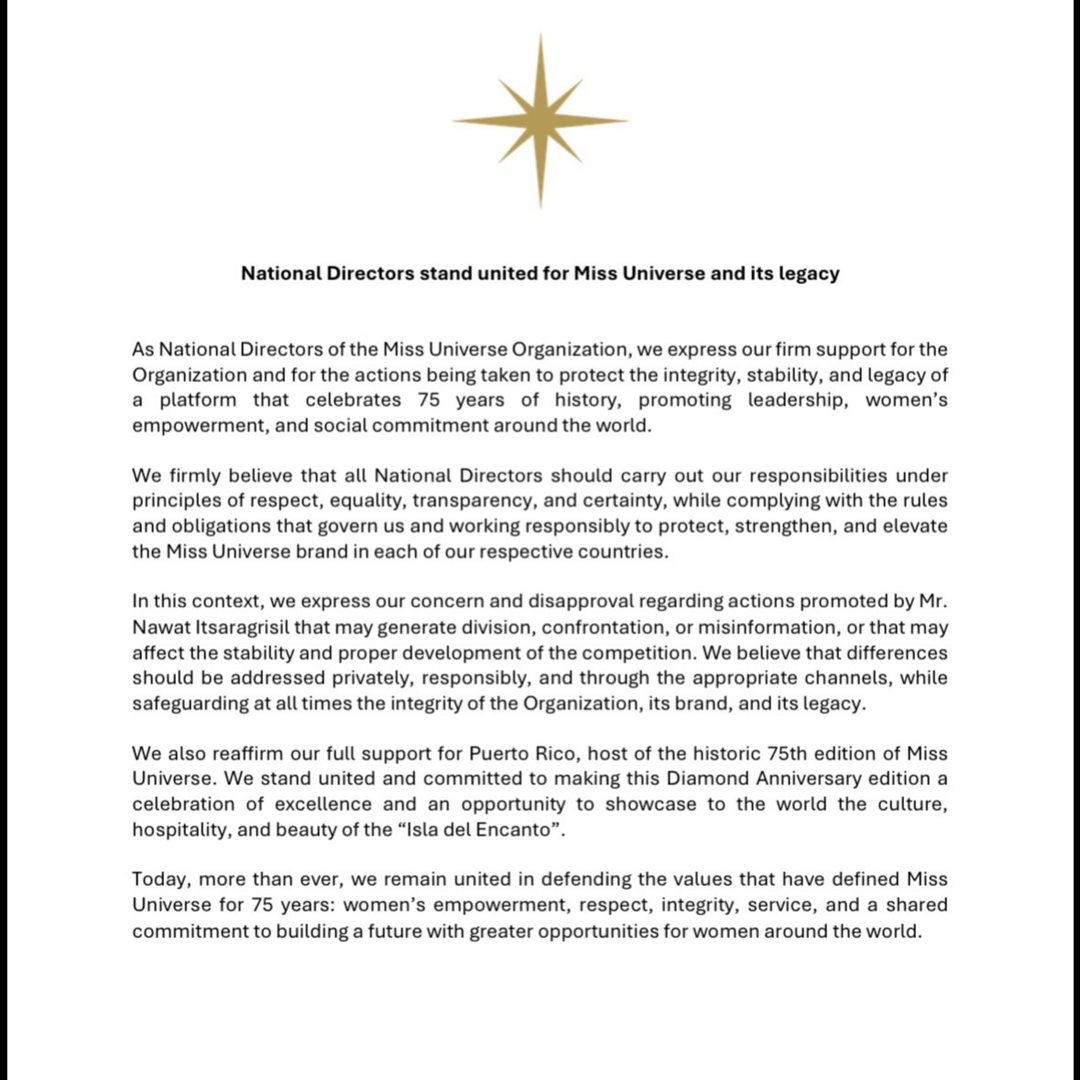 National Directors stand united for Miss Universe and its legacy
As National Directors of the Miss Universe Organization, we express our firm support for the
Organization and for the actions being taken to protect the integrity, stability, and legacy of
a platform that celebrates 75 years of history, promoting leadership, women’s
empowerment, and social commitment around the world.
We firmly believe that all National Directors should carry out our responsibilities under
principles of respect, equality, transparency, and certainty, while complying with the rules
and obligations that govern us and working responsibly to protect, strengthen, and elevate
the Miss Universe brand in each of our respective countries.
In this context, we express our concern and disapproval regarding actions promoted by Mr.
Nawat Itsaragrisil that may generate division, confrontation, or misinformation, or that may
affect the stability and proper development of the competition. We believe that differences
should be addressed privately, responsibly, and through the appropriate channels, while
safeguarding at all times the integrity of the Organization, its brand, and its legacy.
We also reaffirm our full support for Puerto Rico, host of the historic 75th edition of Miss
Universe. We stand united and committed to making this Diamond Anniversary edition a
celebration of excellence and an opportunity to showcase to the world the culture,
hospitality, and beauty of the “Isla del Encanto”.
Today, more than ever, we remain united in defending the values that have defined Miss
Universe for 75 years: women’s empowerment, respect, integrity, service, and a shared
commitment to building a future with greater opportunities for women around the world.